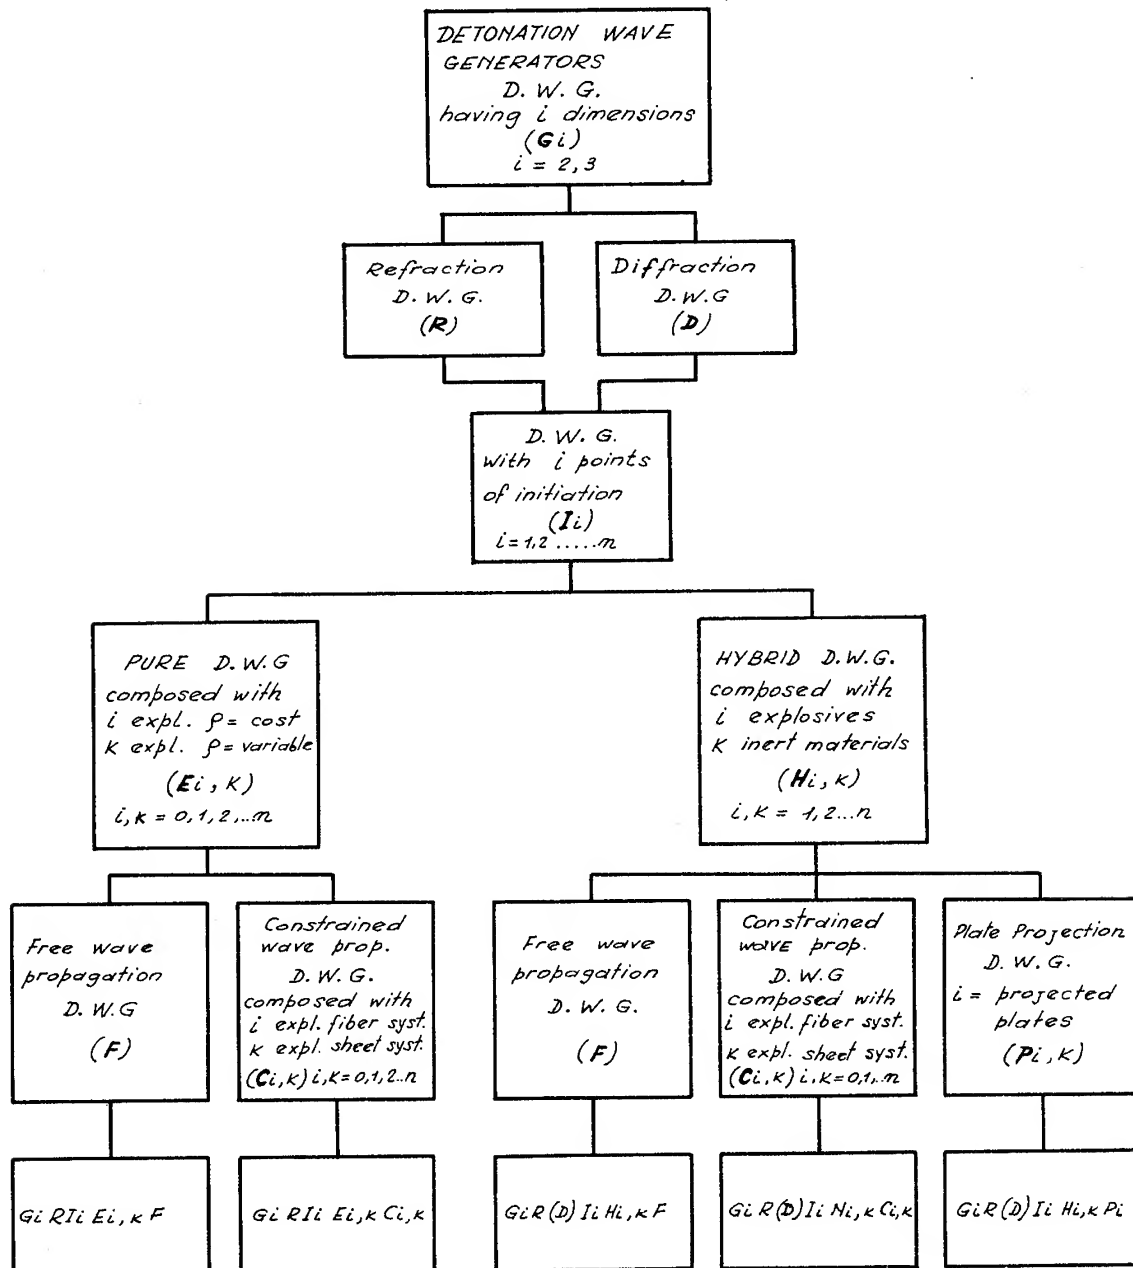 DETONATION WAVE
GENERATORS
D. W. G.
having i dimensions
(Gi)
i = 2, 3
Refraction
D. W. G.
(R)
Diffraction
D. W. G
(D)
D. W. G.
with i points
of initiation
(Ii)
i = 1, 2 ..... n
PURE D. W. G
composed with
i expl. ρ = cost
K expl. ρ = variable
(Ei, K)
i, K = 0, 1, 2, ... n
HYBRID D. W. G.
composed with
i explosives
K inert materials
(Hi, K)
i, K = 1, 2 ... n
Free wave
propagation
D. W. G
(F)
Constrained
wave prop.
D. W. G.
composed with
i expl. fiber syst.
K expl. sheet syst.
(Ci, K) i, K = 0, 1, 2 .. n
Free wave
propagation
D. W. G.
(F)
Constrained
wave prop.
D. W. G
composed with
i expl. fiber syst.
K expl. sheet syst.
(Ci, K) i, K = 0, 1, .. n
Plate Projection
D. W. G.
i = projected
plates
(Pi, K)
Gi R Ii Ei, K F
Gi R Ii Ei, K Ci, K
Gi R (D) Ii Hi, K F
Gi R (D) Ii Ni, K Ci, K
Gi R (D) Ii Hi, K Pi